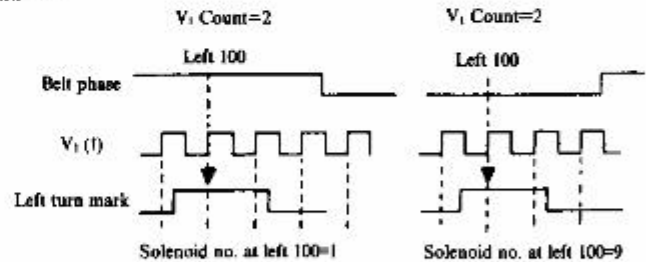 V₁ Count=2 V₁ Count=2
Left 100 Left 100
Belt phase
V₁ (f)
Left turn mark
Solenoid no. at left 100=1 Solenoid no. at left 100=9